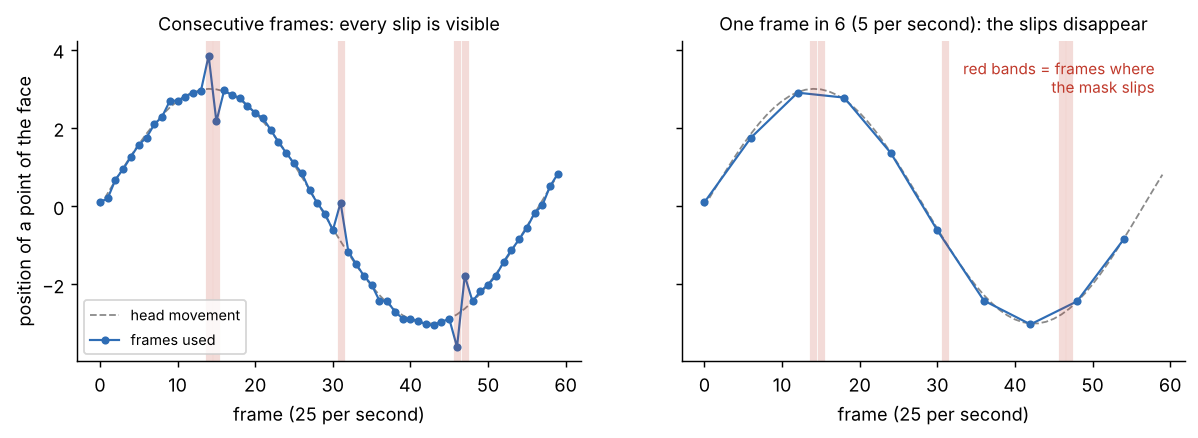 Consecutive frames: every slip is visible
position of a point of the face
4
2
0
−2
head movement
frames used
0 10 20 30 40 50 60
frame (25 per second)
One frame in 6 (5 per second): the slips disappear
red bands = frames where
the mask slips
0 10 20 30 40 50 60
frame (25 per second)